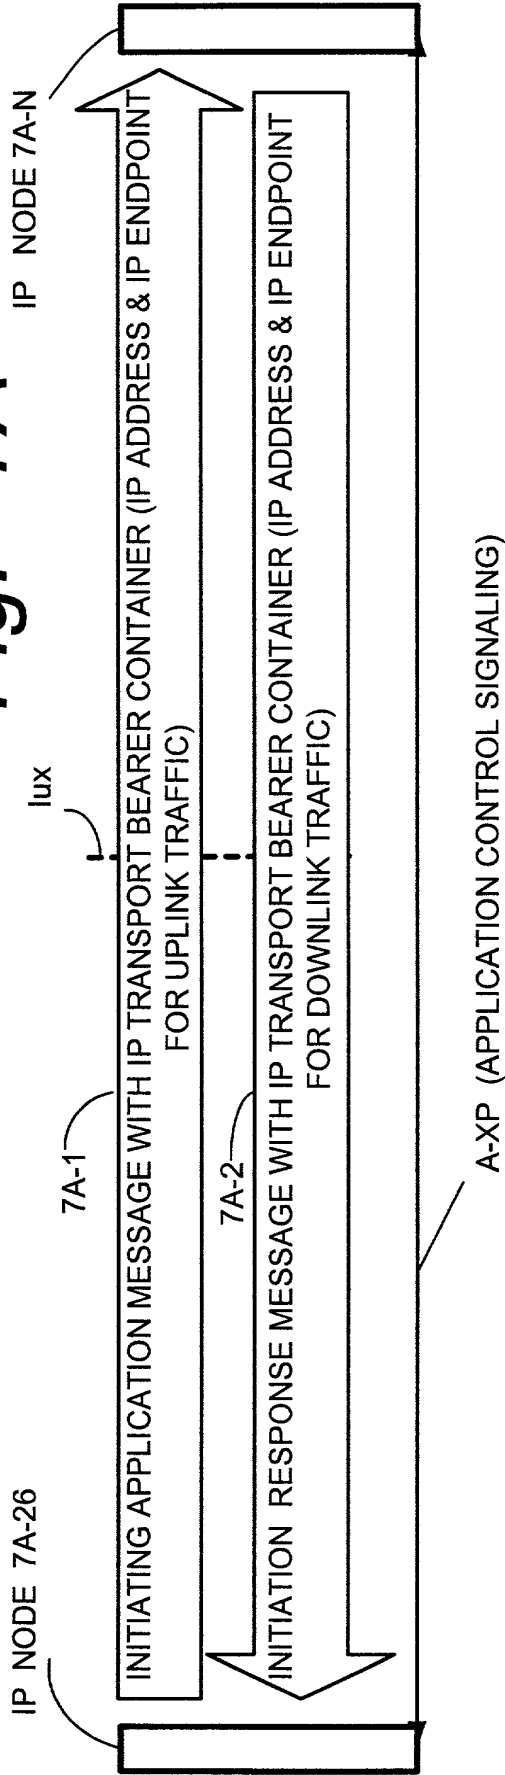 IP NODE 7A-26
Iux
IP NODE 7A-N
7A-1
INITIATING APPLICATION MESSAGE WITH IP TRANSPORT BEARER CONTAINER (IP ADDRESS & IP ENDPOINT
FOR UPLINK TRAFFIC)
7A-2
INITIATION RESPONSE MESSAGE WITH IP TRANSPORT BEARER CONTAINER (IP ADDRESS & IP ENDPOINT
FOR DOWNLINK TRAFFIC)
A-XP (APPLICATION CONTROL SIGNALING)